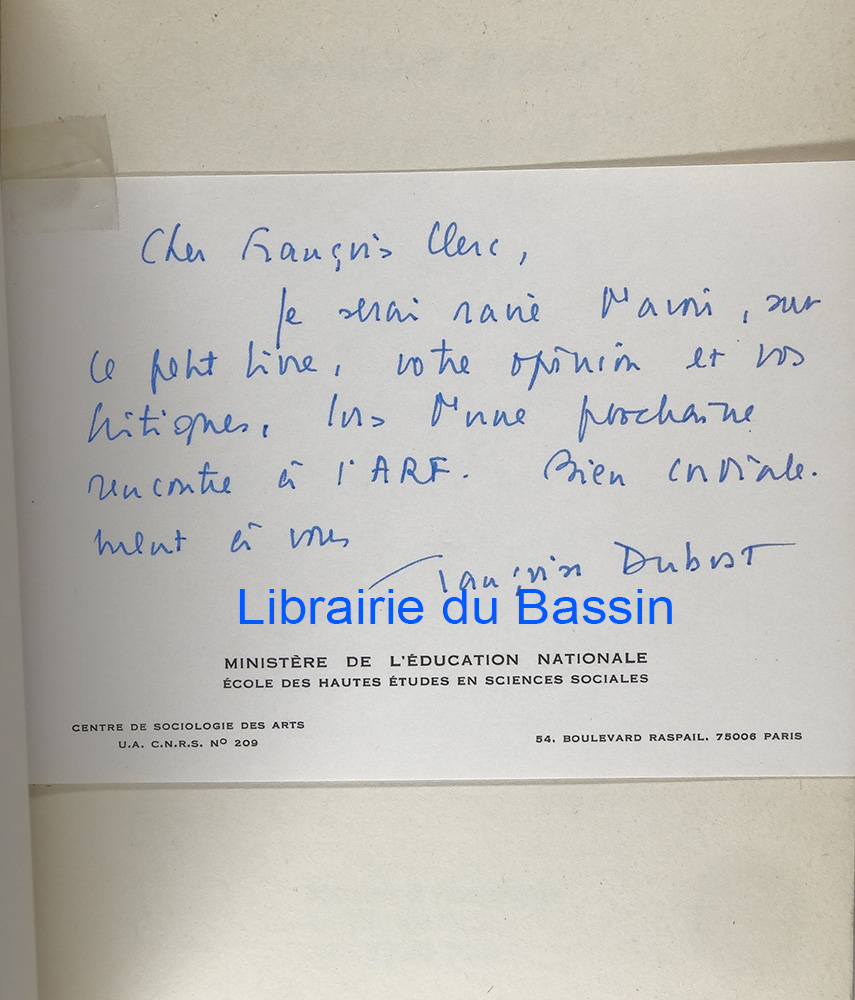 Cher François Clerc,
Je serai ravie d'avoir, sur
ce petit livre, votre opinion et vos
critiques, lors d'une prochaine
rencontre à l'ARF. Bien cordiale-
ment à vous
Françoise Dubost
Librairie du Bassin
MINISTÈRE DE L'ÉDUCATION NATIONALE
ÉCOLE DES HAUTES ÉTUDES EN SCIENCES SOCIALES
CENTRE DE SOCIOLOGIE DES ARTS
U.A. C.N.R.S. Nº 209
54, BOULEVARD RASPAIL, 75006 PARIS